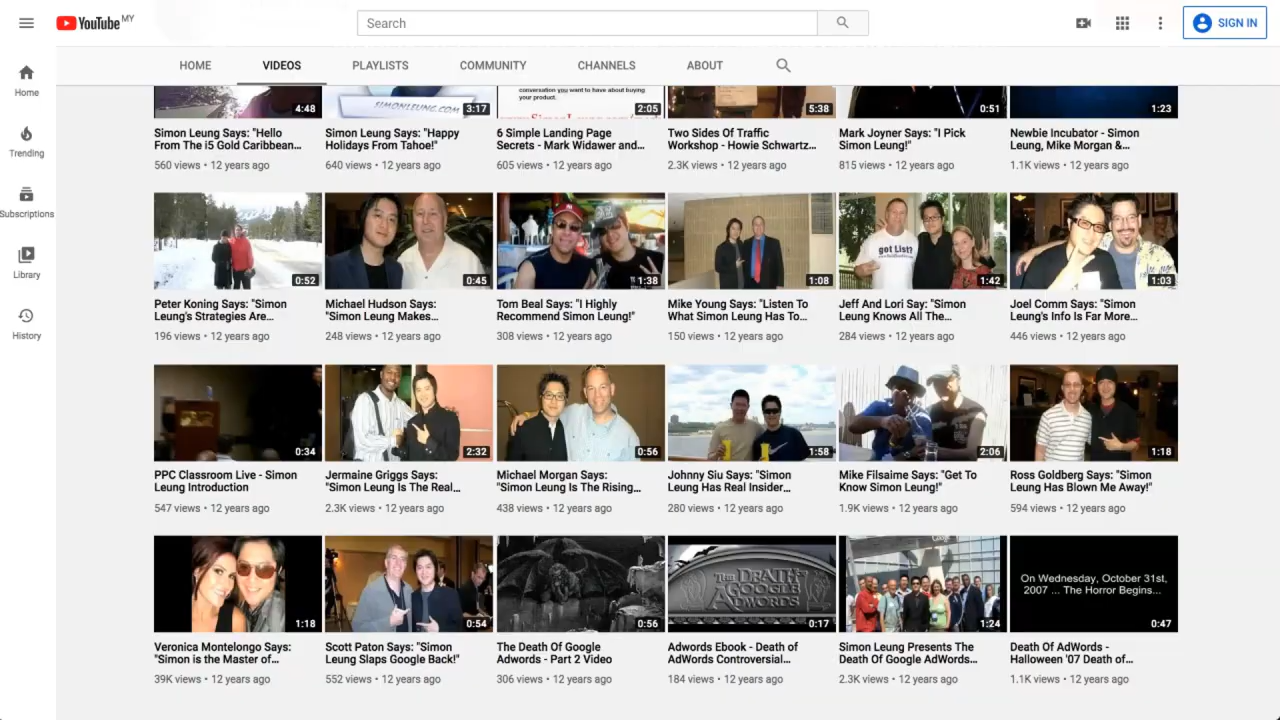 YouTube MY
Search
SIGN IN
HOME
VIDEOS
PLAYLISTS
COMMUNITY
CHANNELS
ABOUT
Home
Trending
Subscriptions
Library
History
SIMONLEUNG.COM
conversation you want to have about buying
your product.
4:48
3:17
2:05
5:38
0:51
1:23
Simon Leung Says: "Hello
From The i5 Gold Caribbean...
560 views • 12 years ago
Simon Leung Says: "Happy
Holidays From Tahoe!"
640 views • 12 years ago
6 Simple Landing Page
Secrets - Mark Widawer and...
605 views • 12 years ago
Two Sides Of Traffic
Workshop - Howie Schwartz...
2.3K views • 12 years ago
Mark Joyner Says: "I Pick
Simon Leung!"
815 views • 12 years ago
Newbie Incubator - Simon
Leung, Mike Morgan &...
1.1K views • 12 years ago
0:52
0:45
1:38
1:08
got List?
1:42
1:03
Peter Koning Says: "Simon
Leung's Strategies Are...
196 views • 12 years ago
Michael Hudson Says:
"Simon Leung Makes...
248 views • 12 years ago
Tom Beal Says: "I Highly
Recommend Simon Leung!"
308 views • 12 years ago
Mike Young Says: "Listen To
What Simon Leung Has To...
150 views • 12 years ago
Jeff And Lori Say: "Simon
Leung Knows All The...
284 views • 12 years ago
Joel Comm Says: "Simon
Leung's Info Is Far More...
446 views • 12 years ago
0:34
2:32
0:56
1:58
2:06
1:18
PPC Classroom Live - Simon
Leung Introduction
547 views • 12 years ago
Jermaine Griggs Says:
"Simon Leung Is The Real...
2.3K views • 12 years ago
Michael Morgan Says:
"Simon Leung Is The Rising...
438 views • 12 years ago
Johnny Siu Says: "Simon
Leung Has Real Insider...
280 views • 12 years ago
Mike Filsaime Says: "Get To
Know Simon Leung!"
1.9K views • 12 years ago
Ross Goldberg Says: "Simon
Leung Has Blown Me Away!"
594 views • 12 years ago
1:18
0:54
0:56
THE DEATH
OF GOOGLE
ADWORDS
0:17
Google
1:24
On Wednesday, October 31st,
2007 ... The Horror Begins...
0:47
Veronica Montelongo Says:
"Simon is the Master of...
39K views • 12 years ago
Scott Paton Says: "Simon
Leung Slaps Google Back!"
552 views • 12 years ago
The Death Of Google
Adwords - Part 2 Video
306 views • 12 years ago
Adwords Ebook - Death of
AdWords Controversial...
184 views • 12 years ago
Simon Leung Presents The
Death Of Google AdWords...
2.3K views • 12 years ago
Death Of AdWords -
Halloween '07 Death of...
1.1K views • 12 years ago